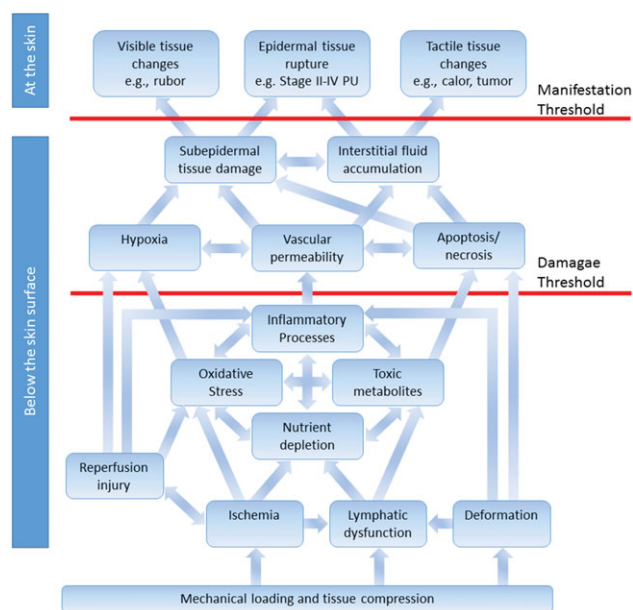 At the skin
Visible tissue
changes
e.g., rubor
Epidermal tissue
rupture
e.g. Stage II-IV PU
Tactile tissue
changes
e.g., calor, tumor
Manifestation
Threshold
Below the skin surface
Subepidermal
tissue damage
Interstitial fluid
accumulation
Hypoxia
Vascular
permeability
Apoptosis/
necrosis
Damagae
Threshold
Inflammatory
Processes
Oxidative
Stress
Toxic
metabolites
Nutrient
depletion
Reperfusion
injury
Ischemia
Lymphatic
dysfunction
Deformation
Mechanical loading and tissue compression